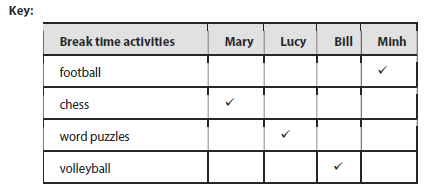 Key:
Break time activities Mary Lucy Bill Minh
football ✓
chess ✓
word puzzles ✓
volleyball ✓